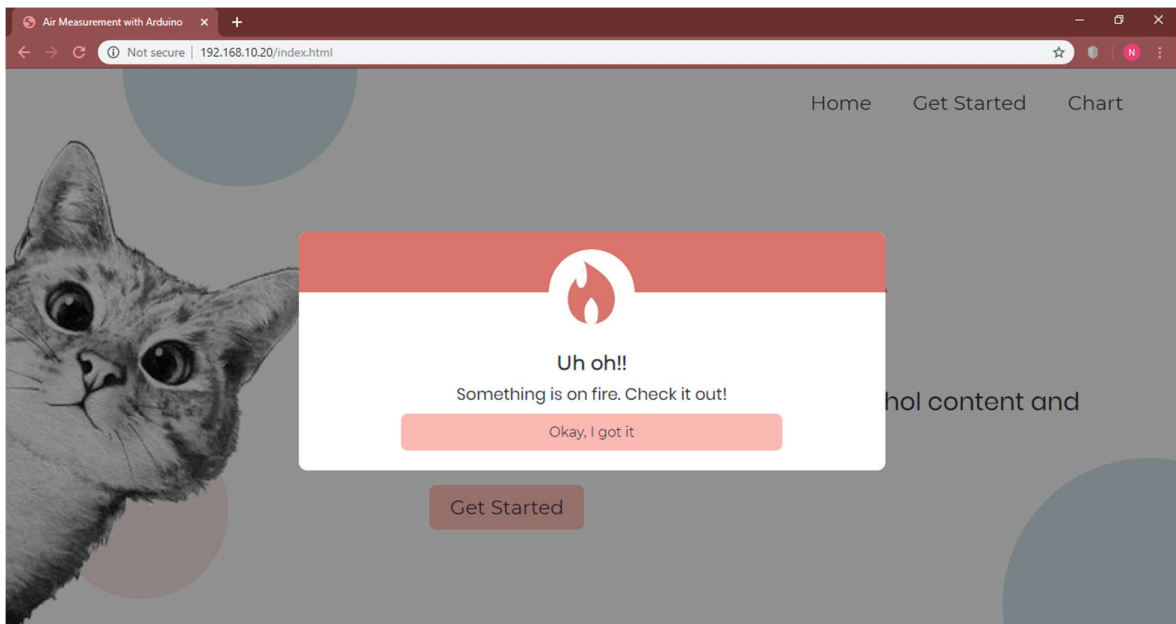 Air Measurement with Arduino
Not secure | 192.168.10.20/index.html
N
Home Get Started Chart
Uh oh!!
Something is on fire. Check it out!
hol content and
Okay, I got it
Get Started